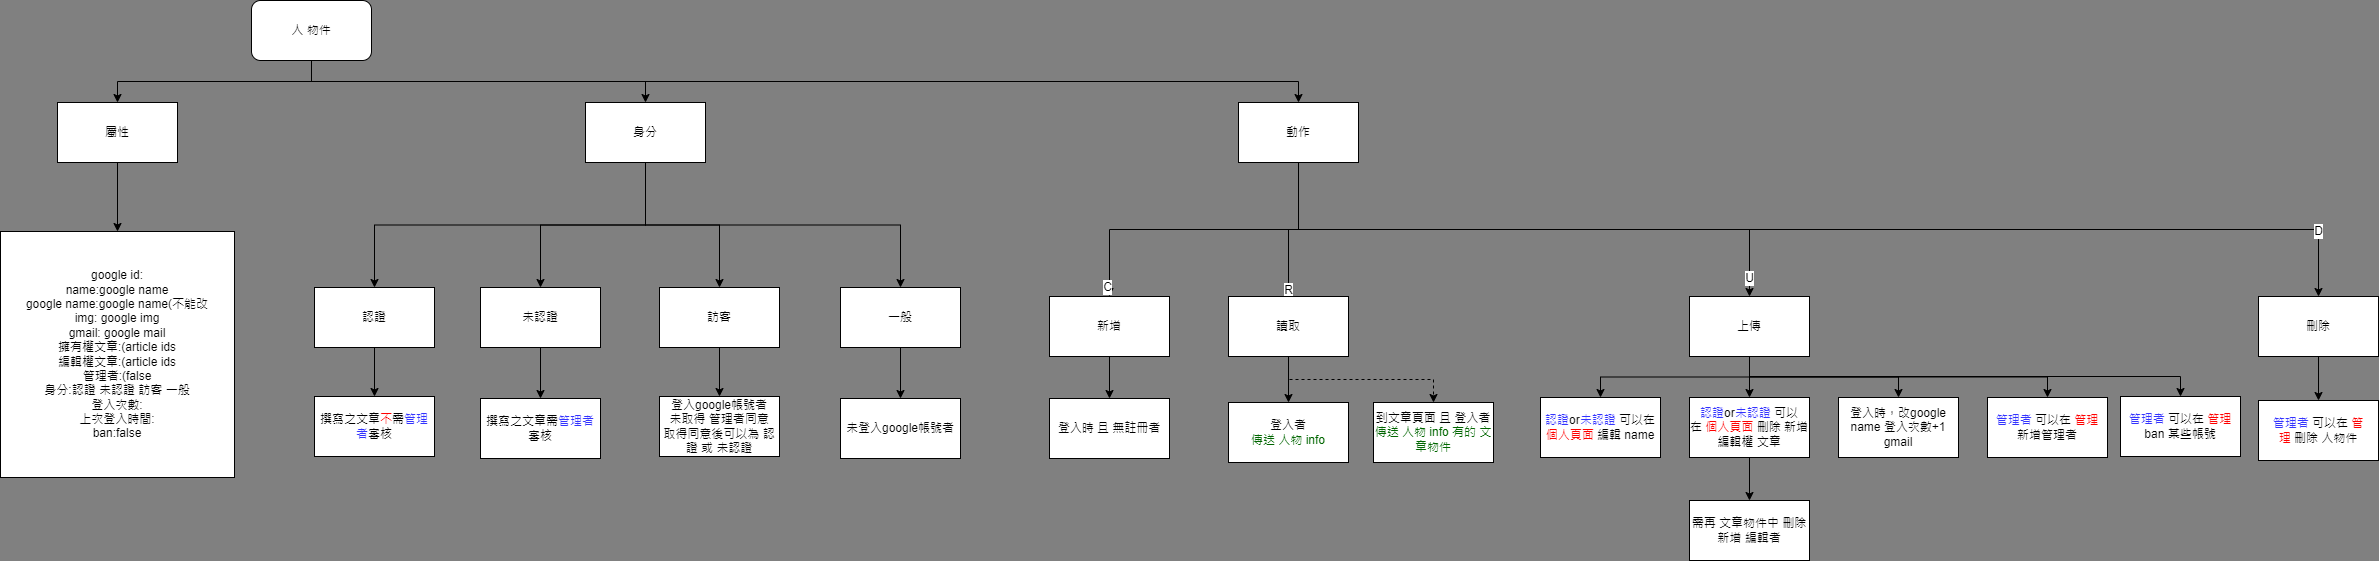 人 物件
屬性
身分
動作
google id:
name:google name
google name:google name(不能改
img: google img
gmail: google mail
擁有權文章:(article ids
編輯權文章:(article ids
管理者:(false
身分:認證 未認證 訪客 一般
登入次數:
上次登入時間:
ban:false
認證
未認證
訪客
一般
撰寫之文章不需管理
者審核
撰寫之文章需管理者
審核
登入google帳號者
未取得 管理者同意
取得同意後可以為 認
證 或 未認證
未登入google帳號者
C
R
U
D
新增
讀取
上傳
刪除
登入時 且 無註冊者
登入者
傳送 人物 info
到文章頁面 且 登入者
傳送 人物 info 有的 文
章物件
認證or未認證 可以在
個人頁面 編輯 name
認證or未認證 可以
在 個人頁面 刪除 新增
編輯權 文章
登入時，改google
name 登入次數+1
gmail
管理者 可以在 管理
新增管理者
管理者 可以在 管理
ban 某些帳號
管理者 可以在 管
理 刪除 人物件
需再 文章物件中 刪除
新增 編輯者